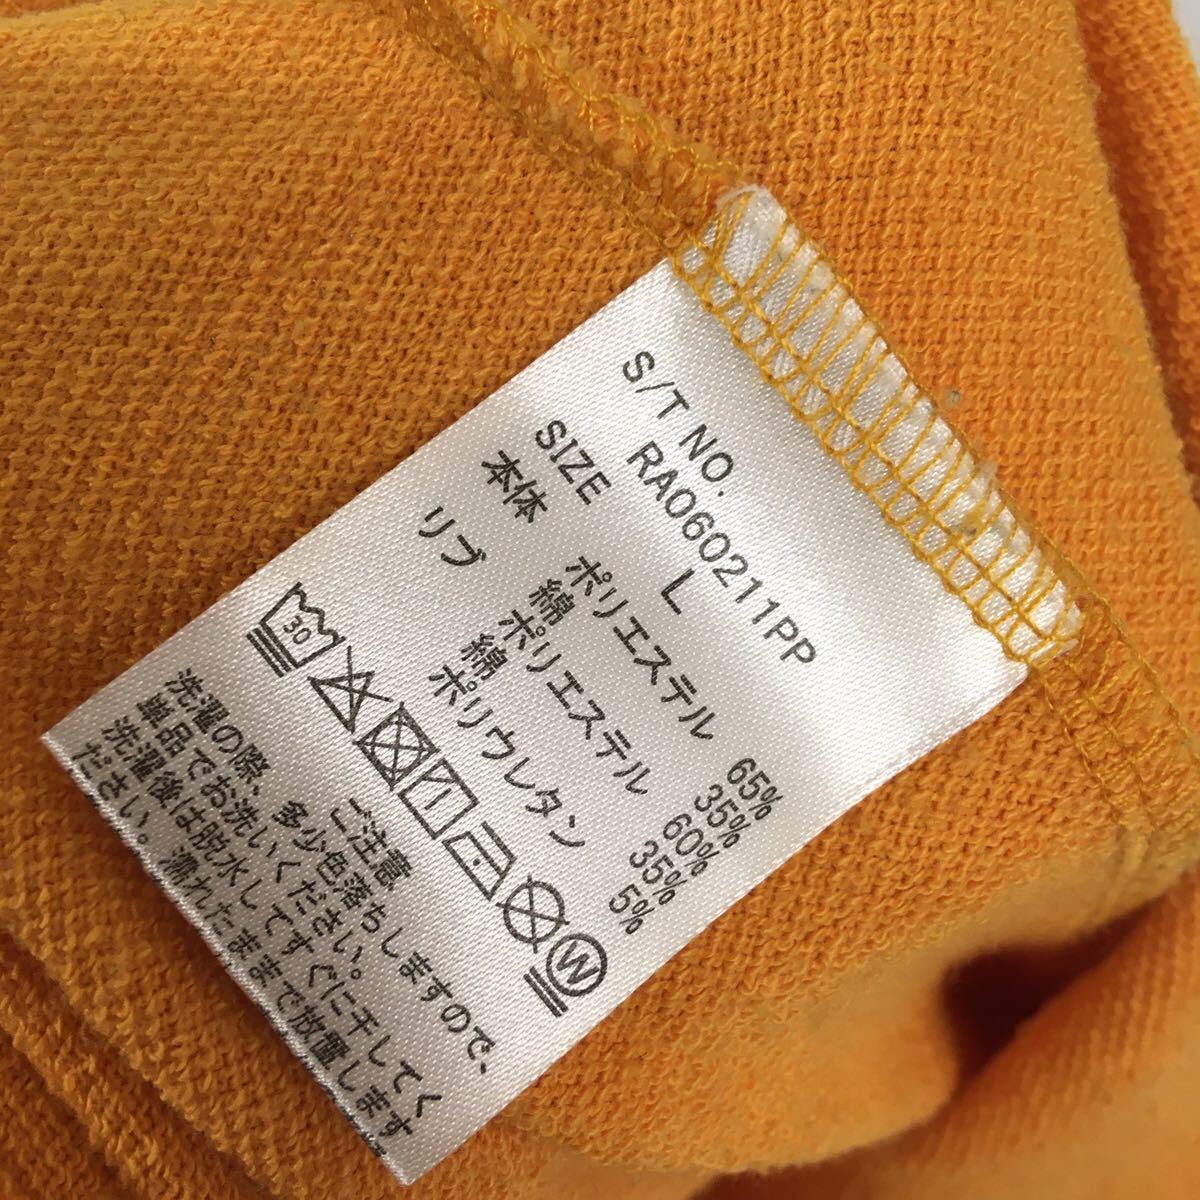 S/T NO.
RA060211PP
SIZE L
本体 ポリエステル 65%
綿 35%
リブ ポリエステル 60%
綿 35%
ポリウレタン 5%
30
W
ご注意
洗濯の際、多少色落ちしますので、
単品でお洗いください。
洗濯後は脱水してすぐに干してく
ださい。濡れたままで放置します